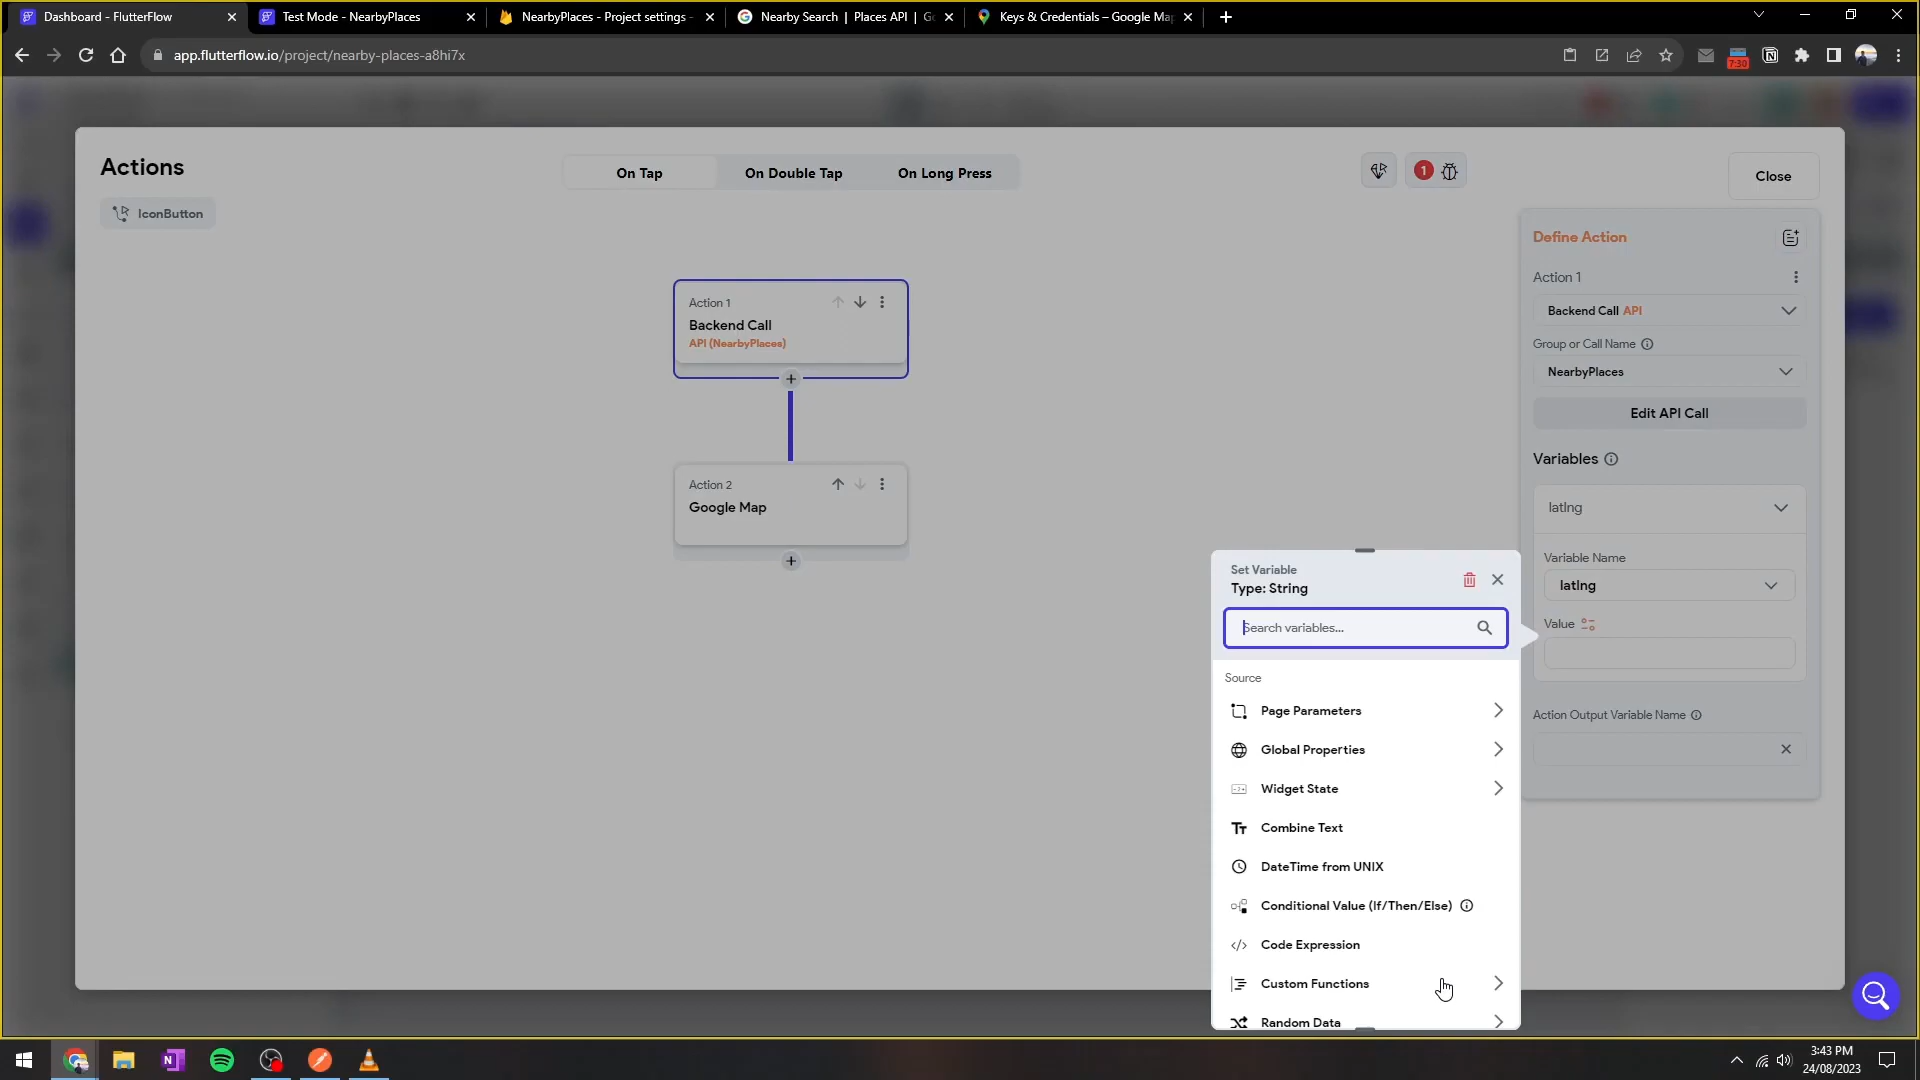 Dashboard - FlutterFlow
Test Mode - NearbyPlaces
NearbyPlaces - Project settings -
Nearby Search | Places API | Go
Keys & Credentials – Google Ma
app.flutterflow.io/project/nearby-places-a8hi7x
7:30
Actions
On Tap
On Double Tap
On Long Press
1
Close
IconButton
Define Action
Action 1
Backend Call API
Group or Call Name
NearbyPlaces
Edit API Call
Variables
latlng
Variable Name
latlng
Value
Action Output Variable Name
Action 1
Backend Call
API (NearbyPlaces)
Action 2
Google Map
Set Variable
Type: String
Search variables...
Source
Page Parameters
Global Properties
Widget State
Combine Text
DateTime from UNIX
Conditional Value (If/Then/Else)
Code Expression
Custom Functions
Random Data
3:43 PM
24/08/2023